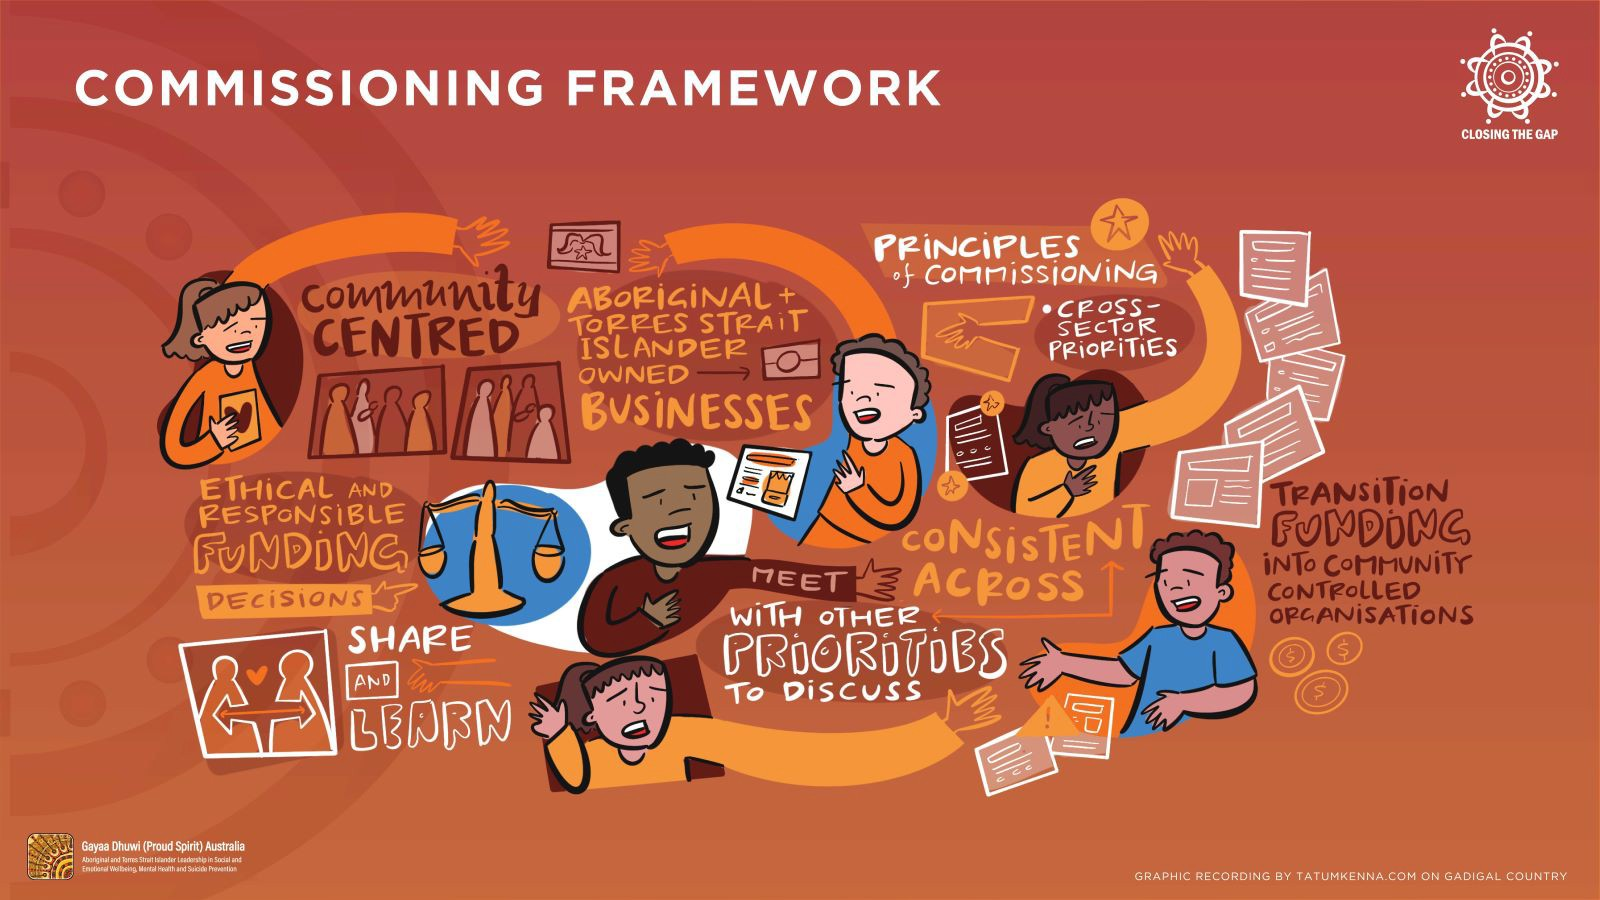 COMMISSIONING FRAMEWORK
CLOSING THE GAP
COMMUNITY
CENTRED
ABORIGINAL +
TORRES STRAIT
ISLANDER
OWNED
BUSINESSES
PRINCIPLES
of COMMISSIONING
• CROSS-
SECTOR
PRIORITIES
ETHICAL AND
RESPONSIBLE
FUNDING
DECISIONS
SHARE
AND
LEARN
MEET
WITH OTHER
PRIORITIES
TO DISCUSS
CONSISTENT
ACROSS
TRANSITION
FUNDING
INTO COMMUNITY
CONTROLLED
ORGANISATIONS
$
$
$
!
Gayaa Dhuwi (Proud Spirit) Australia
Aboriginal and Torres Strait Islander Leadership in Social and
Emotional Wellbeing, Mental Health and Suicide Prevention
GRAPHIC RECORDING BY TATUMKENNA.COM ON GADIGAL COUNTRY